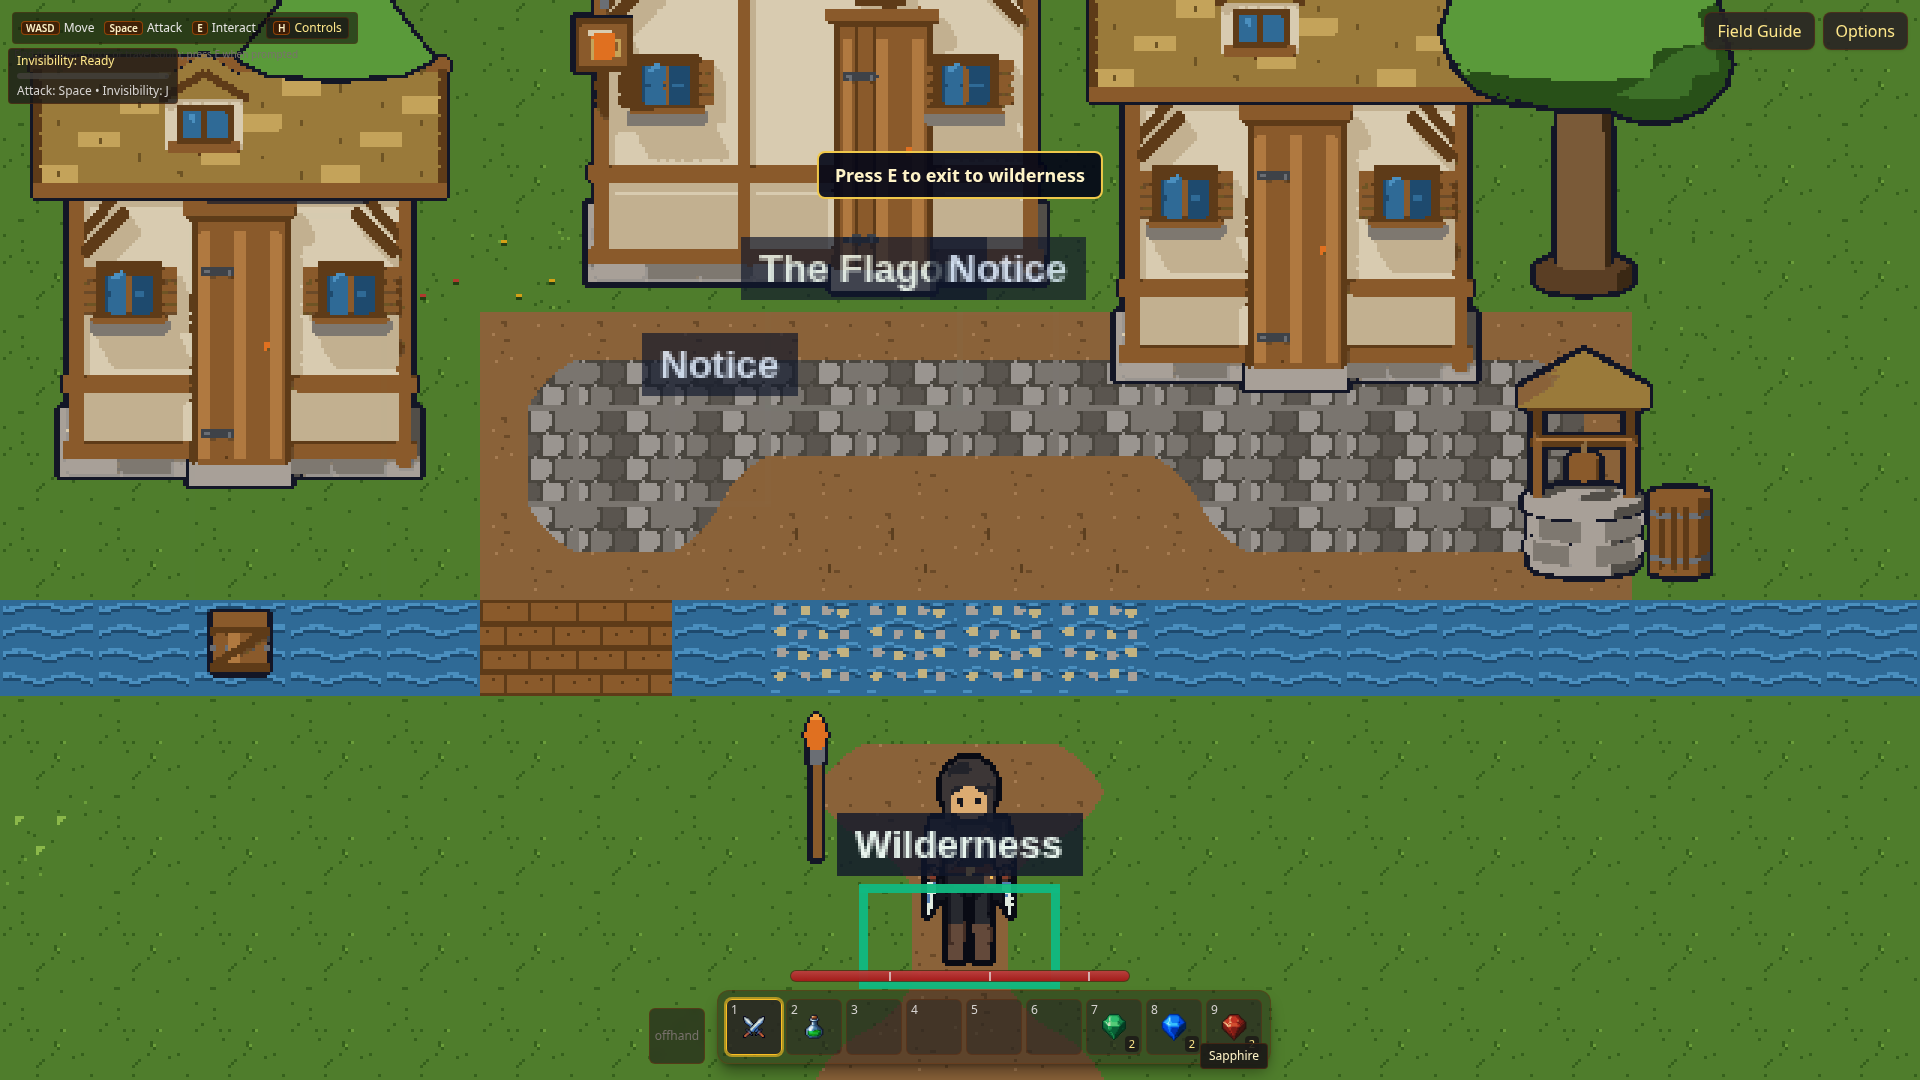 WASD Move Space Attack E Interact H Controls
Field Guide Options
Invisibility: Ready
Attack: Space • Invisibility: J
Press E to exit to wilderness
The Flago Notice
Notice
Wilderness
offhand 1 2 3 4 5 6 7 8 9
2 2
Sapphire